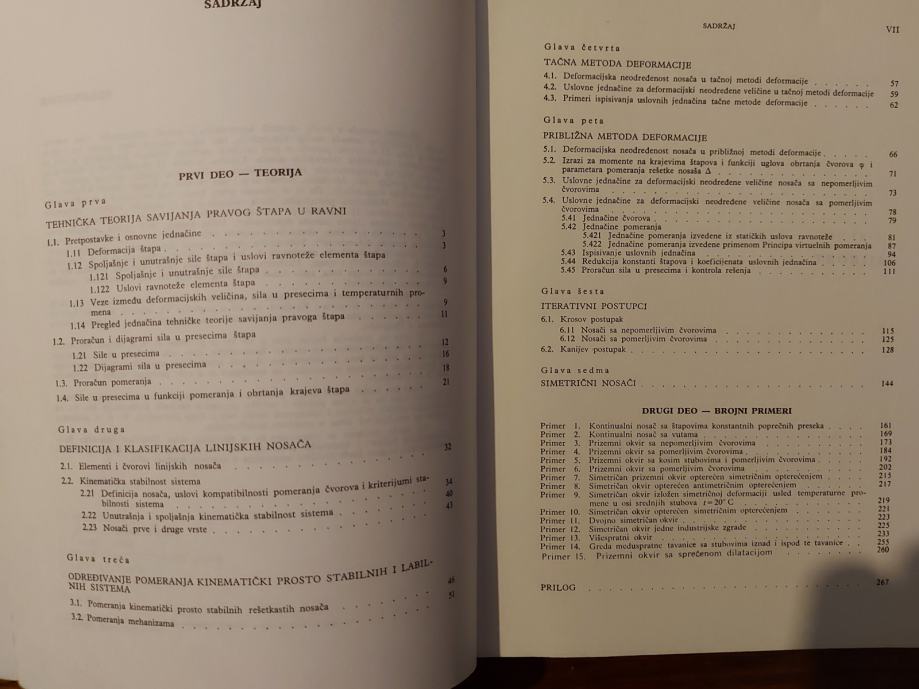 SADRŽAJ
PRVI DEO — TEORIJA
Glava prva
TEHNIČKA TEORIJA SAVIJANJA PRAVOG ŠTAPA U RAVNI
1.1. Pretpostavke i osnovne jednačine . . . . . . . . . . 3
1.11 Deformacija štapa . . . . . . . . . . 3
1.12 Spoljašnje i unutrašnje sile štapa i uslovi ravnoteže elementa štapa
1.121 Spoljašnje i unutrašnje sile štapa . . . . . . . . . . 6
1.122 Uslovi ravnoteže elementa štapa . . . . . . . . . . 9
1.13 Veze između deformacijskih veličina, sila u presecima i temperaturnih pro-
mena . . . . . . . . . . 9
1.14 Pregled jednačina tehničke teorije savijanja pravoga štapa . . . . . 11
1.2. Proračun i dijagrami sila u presecima štapa
1.21 Sile u presecima . . . . . . . . . . 12
1.22 Dijagrami sila u presecima . . . . . . . . . . 16
1.3. Proračun pomeranja . . . . . . . . . . 18
1.4. Sile u presecima u funkciji pomeranja i obrtanja krajeva štapa . . . . . 21
Glava druga
DEFINICIJA I KLASIFIKACIJA LINIJSKIH NOSAČA
2.1. Elementi i čvorovi linijskih nosača . . . . . . . . . . 32
2.2. Kinematička stabilnost sistema
2.21 Definicija nosača, uslovi kompatibilnosti pomeranja čvorova i kriterijumi sta-
bilnosti sistema . . . . . . . . . . 34
2.22 Unutrašnja i spoljašnja kinematička stabilnost sistema . . . . . 40
2.23 Nosači prve i druge vrste . . . . . . . . . . 43
Glava treća
ODREĐIVANJE POMERANJA KINEMATIČKI PROSTO STABILNIH I LABIL-
NIH SISTEMA
3.1. Pomeranja kinematički prosto stabilnih rešetkastih nosača . . . . . 46
3.2. Pomeranja mehanizama . . . . . . . . . . 51
SADRŽAJ VII
Glava četvrta
TAČNA METODA DEFORMACIJE
4.1. Deformacijska neodređenost nosača u tačnoj metodi deformacije . . . . . . 57
4.2. Uslovne jednačine za deformacijski neodređene veličine u tačnoj metodi deformacije 59
4.3. Primeri ispisivanja uslovnih jednačina tačne metode deformacije . . . . . . 62
Glava peta
PRIBLIŽNA METODA DEFORMACIJE
5.1. Deformacijska neodređenost nosača u približnoj metodi deformacije . . . . . 66
5.2. Izrazi za momente na krajevima štapova i funkciji uglova obrtanja čvorova φ i
parametara pomeranja rešetke nosača Δ . . . . . . . . . . 71
5.3. Uslovne jednačine za deformacijski neodređene veličine nosača sa nepomerljivim
čvorovima . . . . . . . . . . 73
5.4. Uslovne jednačine za deformacijski neodređene veličine nosača sa pomerljivim
čvorovima . . . . . . . . . . 78
5.41 Jednačine čvorova . . . . . . . . . . 79
5.42 Jednačine pomeranja
5.421 Jednačine pomeranja izvedene iz statičkih uslova ravnoteže . . . . . 81
5.422 Jednačine pomeranja izvedene primenom Principa virtuelnih pomeranja 87
5.43 Ispisivanje uslovnih jednačina . . . . . . . . . . 94
5.44 Redukcija konstanti štapova i koeficijenata uslovnih jednačina . . . . . 106
5.45 Proračun sila u presecima i kontrola rešenja . . . . . . . . . . 111
Glava šesta
ITERATIVNI POSTUPCI
6.1. Krosov postupak
6.11 Nosači sa nepomerljivim čvorovima . . . . . . . . . . 115
6.12 Nosači sa pomerljivim čvorovima . . . . . . . . . . 125
6.2. Kanijev postupak . . . . . . . . . . 128
Glava sedma
SIMETRIČNI NOSAČI . . . . . . . . . . 144
DRUGI DEO — BROJNI PRIMERI
Primer 1. Kontinualni nosač sa štapovima konstantnih poprečnih preseka . . . . 161
Primer 2. Kontinualni nosač sa vutama . . . . . . . . . . 169
Primer 3. Prizemni okvir sa nepomerljivim čvorovima . . . . . . . . . . 173
Primer 4. Prizemni okvir sa pomerljivim čvorovima . . . . . . . . . . 184
Primer 5. Prizemni okvir sa kosim stubovima i pomerljivim čvorovima . . . . . 192
Primer 6. Prizemni okvir sa pomerljivim čvorovima . . . . . . . . . . 202
Primer 7. Simetričan prizemni okvir opterećen simetričnim opterećenjem . . . . . 215
Primer 8. Simetričan okvir opterećen antimetričnim opterećenjem . . . . . 217
Primer 9. Simetričan okvir izložen simetričnoj deformaciji usled temperaturne pro-
mene u osi srednjih stubova t=20° C . . . . . . . . . . 219
Primer 10. Simetričan okvir opterećen simetričnim opterećenjem . . . . . 221
Primer 11. Dvojno simetričan okvir . . . . . . . . . . 223
Primer 12. Simetričan okvir jedne industrijske zgrade . . . . . . . . . . 225
Primer 13. Višespratni okvir . . . . . . . . . . 233
Primer 14. Greda međuspratne tavanice sa stubovima iznad i ispod te tavanice . . 255
Primer 15. Prizemni okvir sa sprečenom dilatacijom . . . . . . . . . . 260
PRILOG . . . . . . . . . . 267